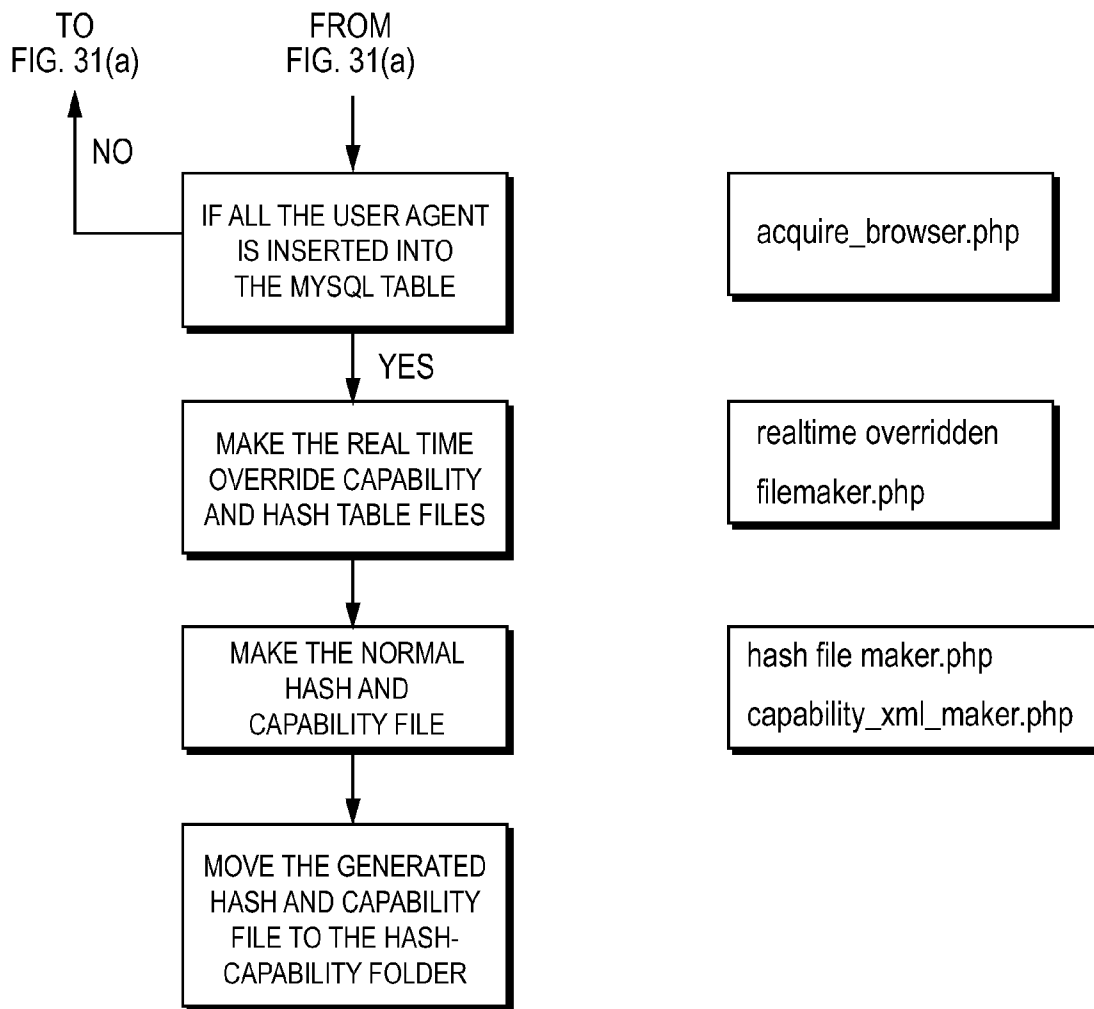 TO
FIG. 31(a)
FROM
FIG. 31(a)
NO
IF ALL THE USER AGENT
IS INSERTED INTO
THE MYSQL TABLE
acquire_browser.php
YES
MAKE THE REAL TIME
OVERRIDE CAPABILITY
AND HASH TABLE FILES
realtime overridden
filemaker.php
MAKE THE NORMAL
HASH AND
CAPABILITY FILE
hash file maker.php
capability_xml_maker.php
MOVE THE GENERATED
HASH AND CAPABILITY
FILE TO THE HASH-
CAPABILITY FOLDER